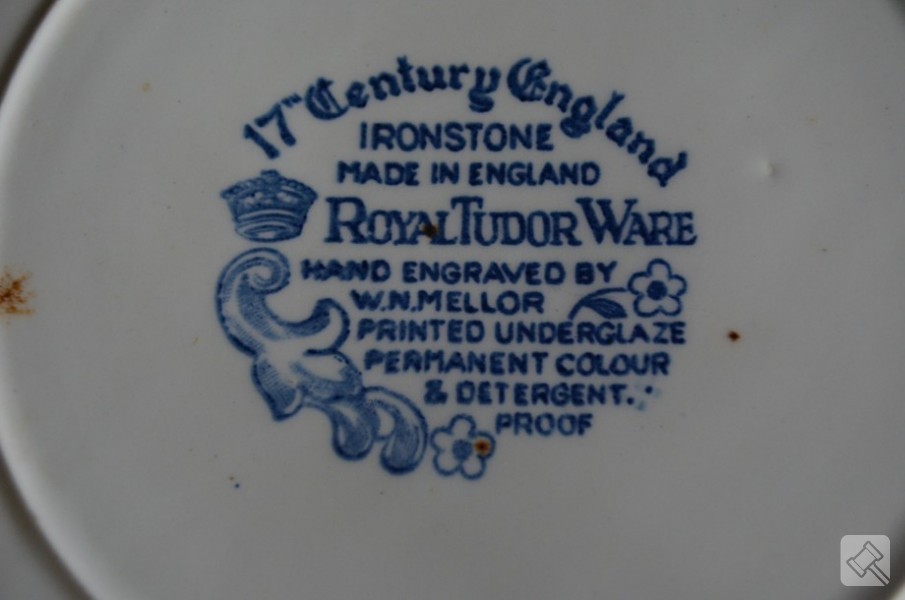 17TH Century England
IRONSTONE
MADE IN ENGLAND
ROYAL TUDOR WARE
HAND ENGRAVED BY
W.N.MELLOR
PRINTED UNDERGLAZE
PERMANENT COLOUR
& DETERGENT.
PROOF